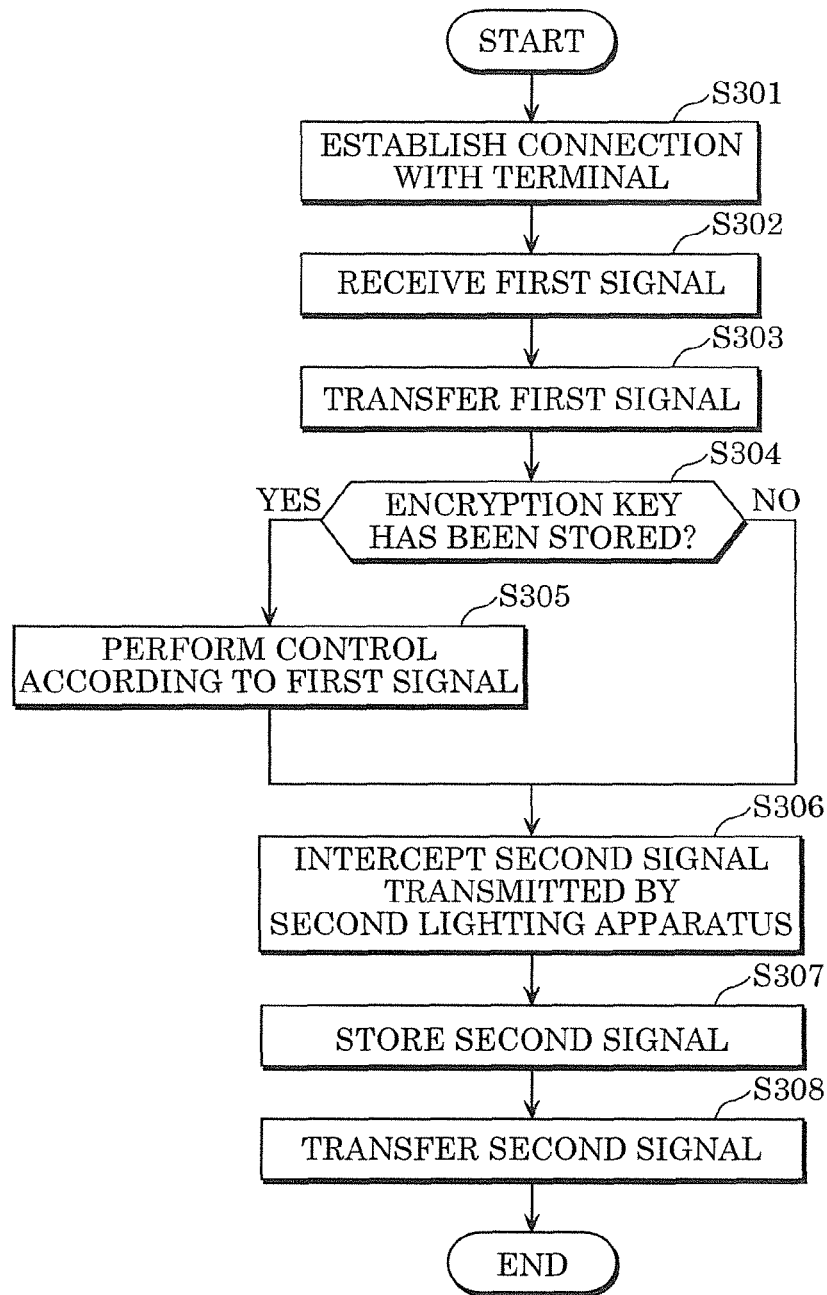 START
S301
ESTABLISH CONNECTION
WITH TERMINAL
S302
RECEIVE FIRST SIGNAL
S303
TRANSFER FIRST SIGNAL
S304
YES
ENCRYPTION KEY
HAS BEEN STORED?
NO
S305
PERFORM CONTROL
ACCORDING TO FIRST SIGNAL
S306
INTERCEPT SECOND SIGNAL
TRANSMITTED BY
SECOND LIGHTING APPARATUS
S307
STORE SECOND SIGNAL
S308
TRANSFER SECOND SIGNAL
END